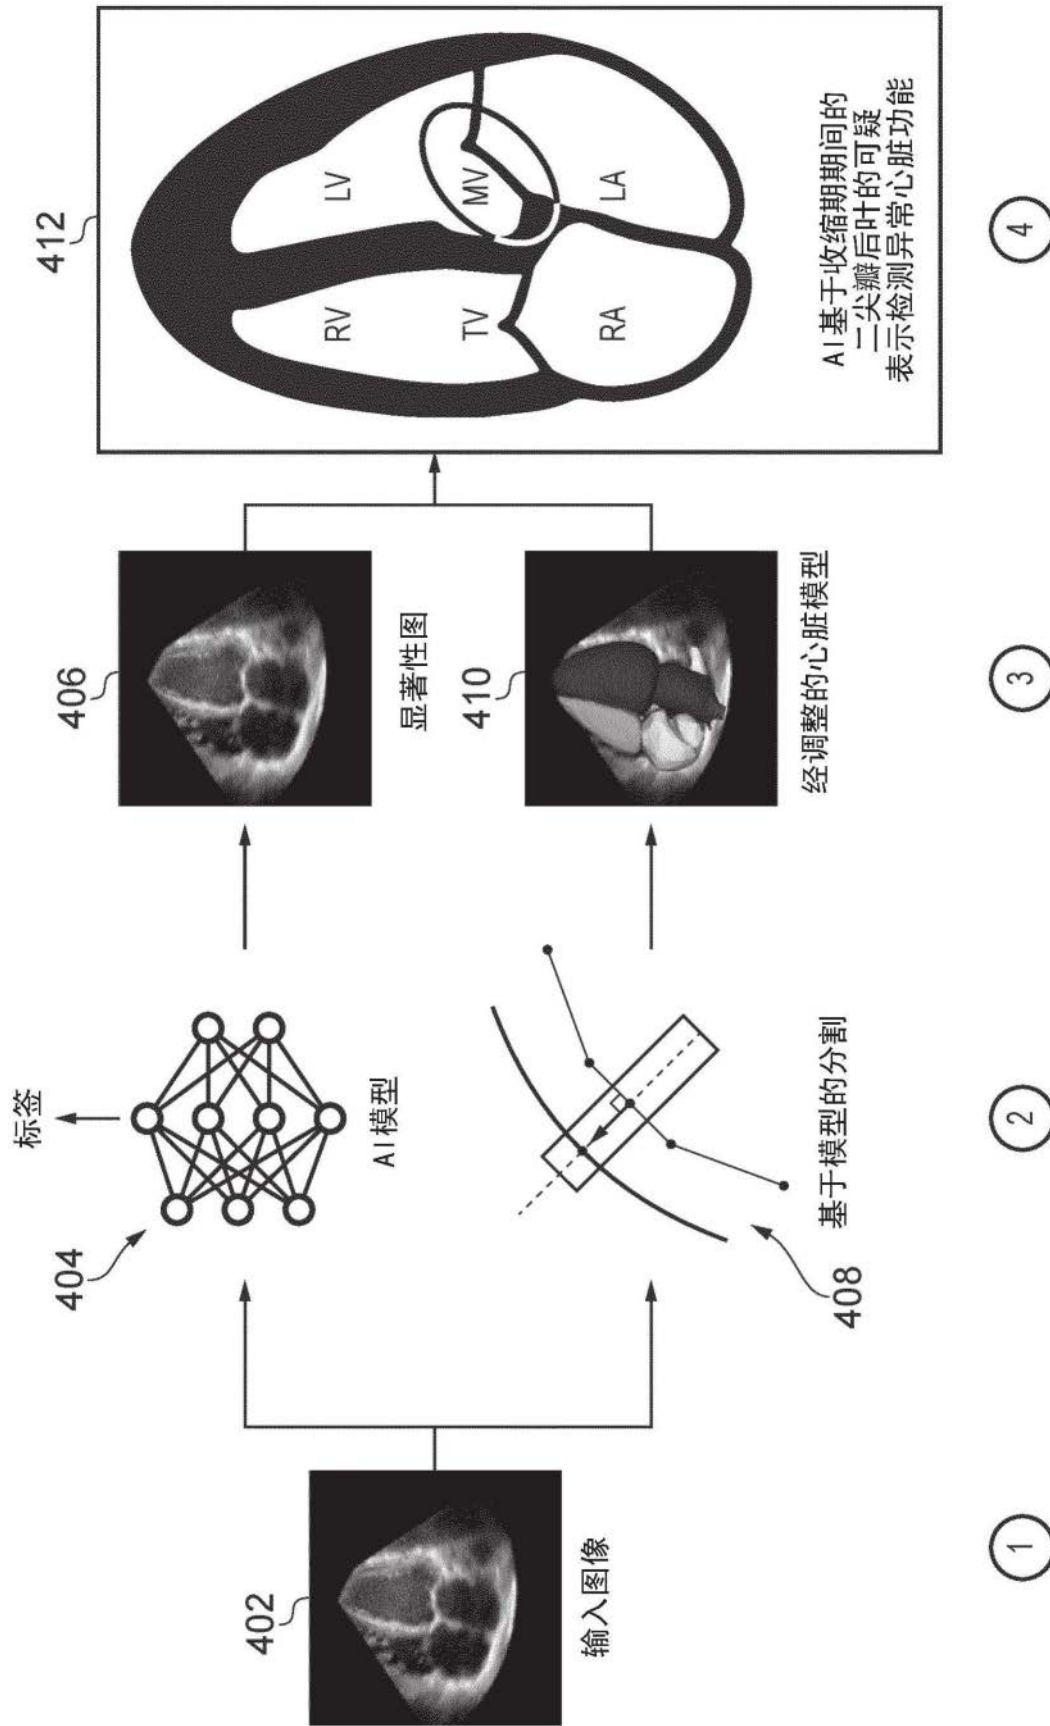 402
输入图像
标签
404
AI模型
408
基于模型的分割
406
显著性图
410
经调整的心脏模型
412
RV
LV
TV
MV
RA
LA
AI基于收缩期期间的
二尖瓣后叶的可疑
表示检测异常心脏功能
1
2
3
4